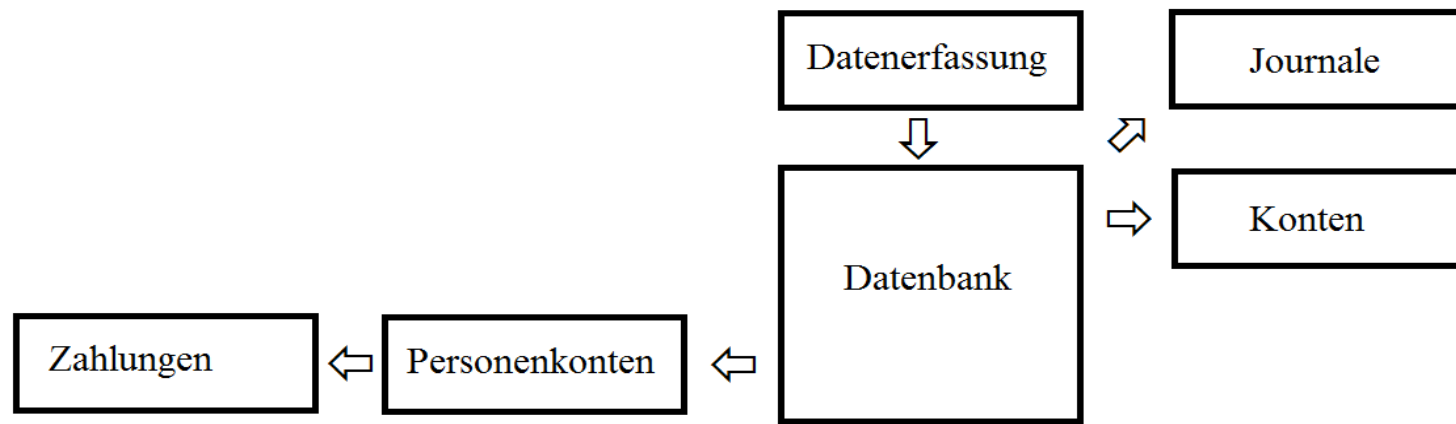 Datenerfassung
Journale
Konten
Datenbank
Zahlungen
Personenkonten